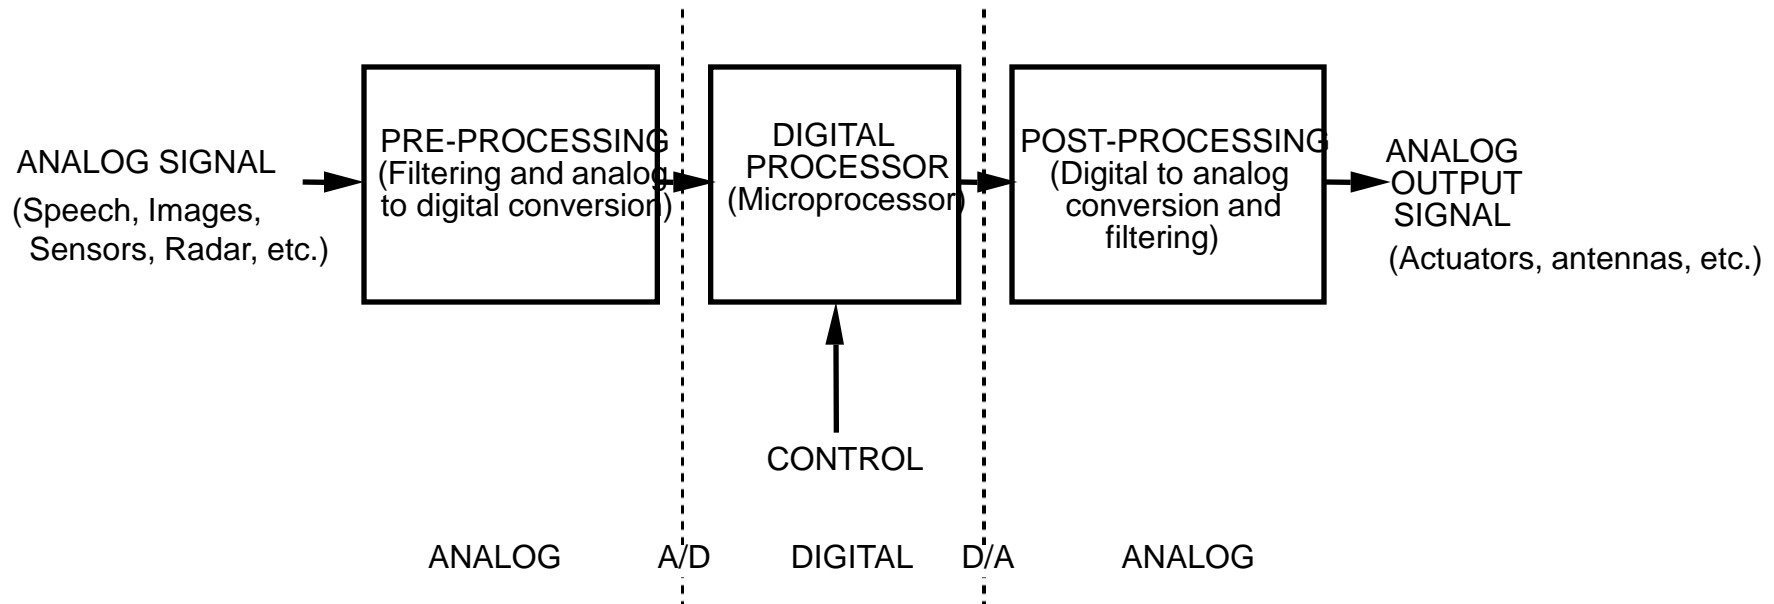 ANALOG SIGNAL
(Speech, Images,
Sensors, Radar, etc.)
PRE-PROCESSING
(Filtering and analog
to digital conversion)
DIGITAL
PROCESSOR
(Microprocessor)
POST-PROCESSING
(Digital to analog
conversion and
filtering)
ANALOG
OUTPUT
SIGNAL
(Actuators, antennas, etc.)
CONTROL
ANALOG A/D DIGITAL D/A ANALOG